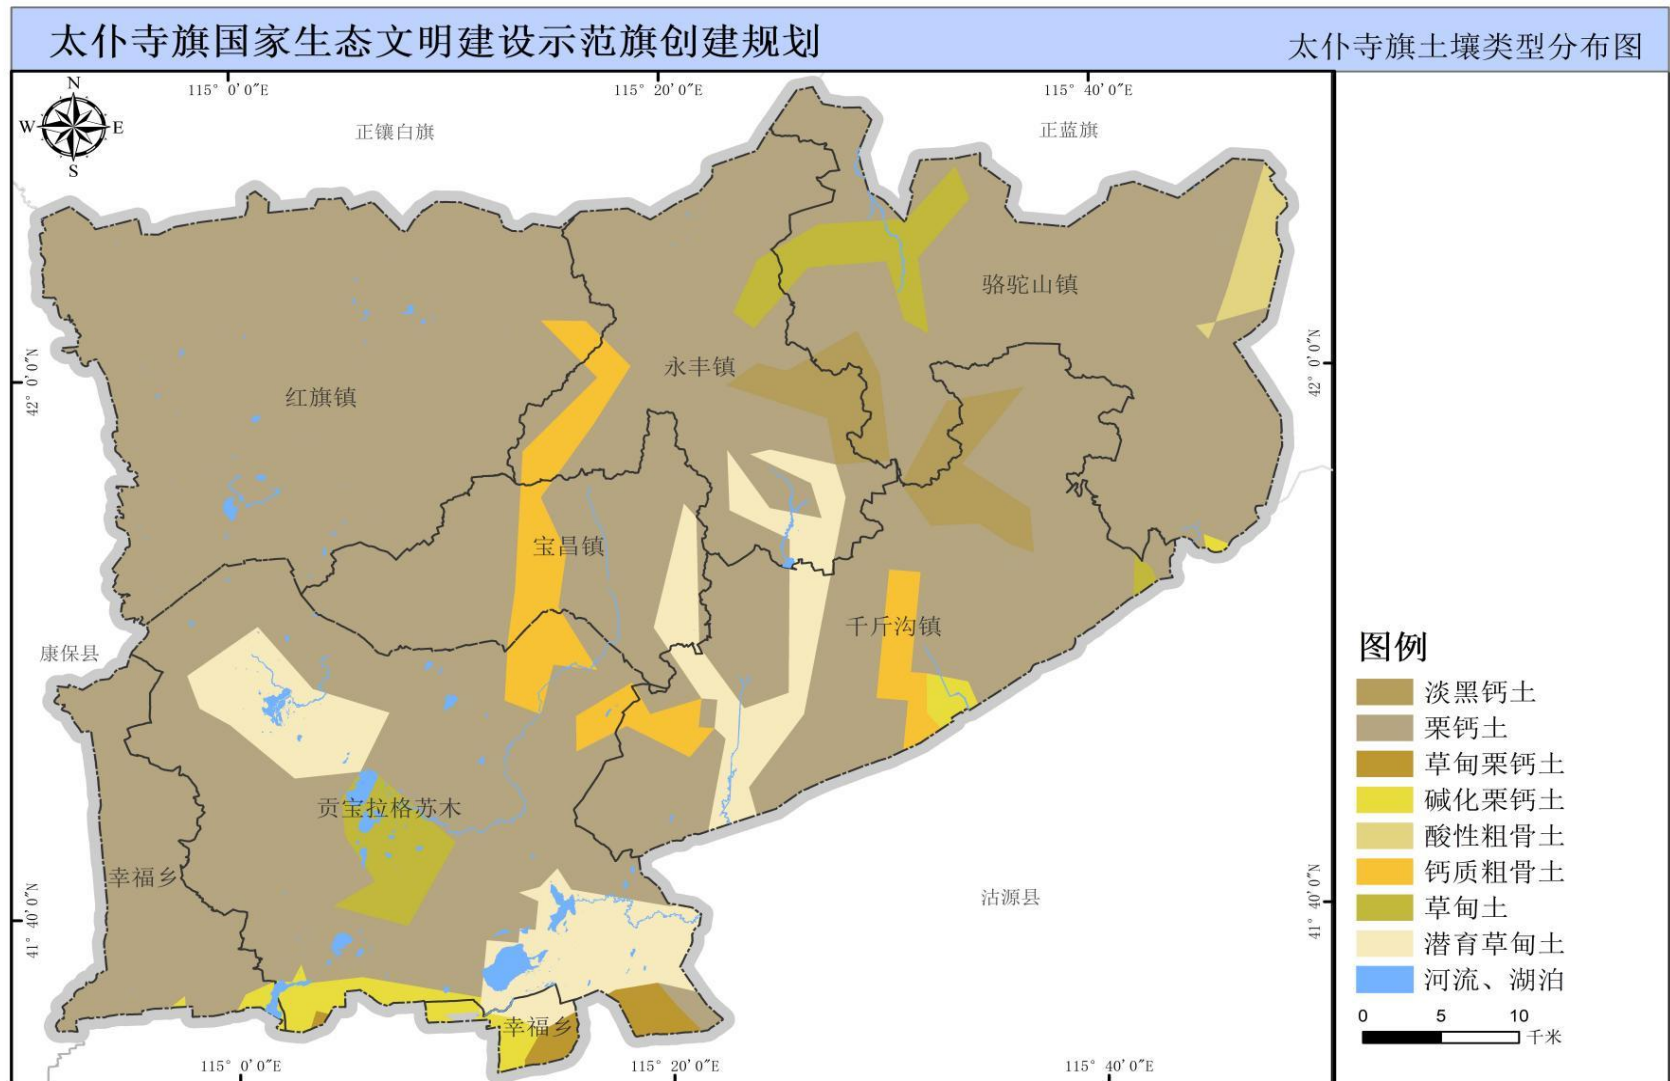 太仆寺旗国家生态文明建设示范旗创建规划
太仆寺旗土壤类型分布图
115° 0′0″E
115° 20′0″E
115° 40′0″E
N
W
E
S
正镶白旗
正蓝旗
骆驼山镇
永丰镇
红旗镇
42° 0′0″N
42° 0′0″N
宝昌镇
千斤沟镇
康保县
贡宝拉格苏木
幸福乡
沽源县
41° 40′0″N
41° 40′0″N
幸福乡
115° 0′0″E
115° 20′0″E
115° 40′0″E
图例
淡黑钙土
栗钙土
草甸栗钙土
碱化栗钙土
酸性粗骨土
钙质粗骨土
草甸土
潜育草甸土
河流、湖泊
0 5 10
千米